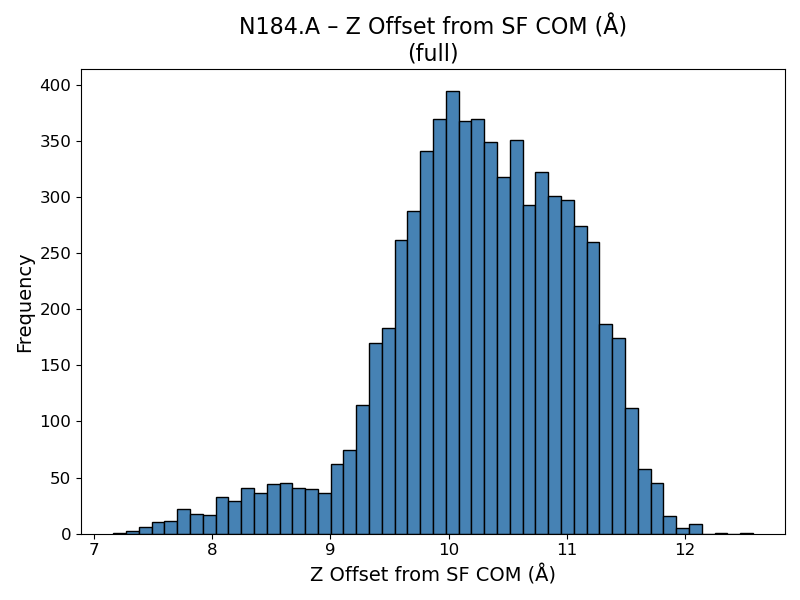 N184.A – Z Offset from SF COM (Å)
(full)
400
350
300
250
200
150
100
50
0
Frequency
7 8 9 10 11 12
Z Offset from SF COM (Å)